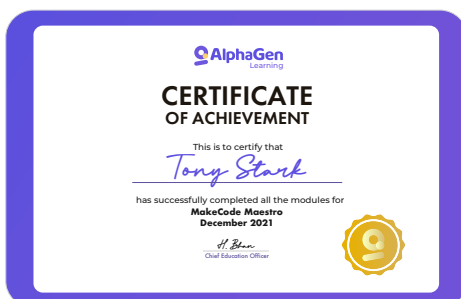 AlphaGen
Learning
CERTIFICATE
OF ACHIEVEMENT
This is to certify that
Tony Stark
has successfully completed all the modules for
MakeCode Maestro
December 2021
H. Bhan
Chief Education Officer